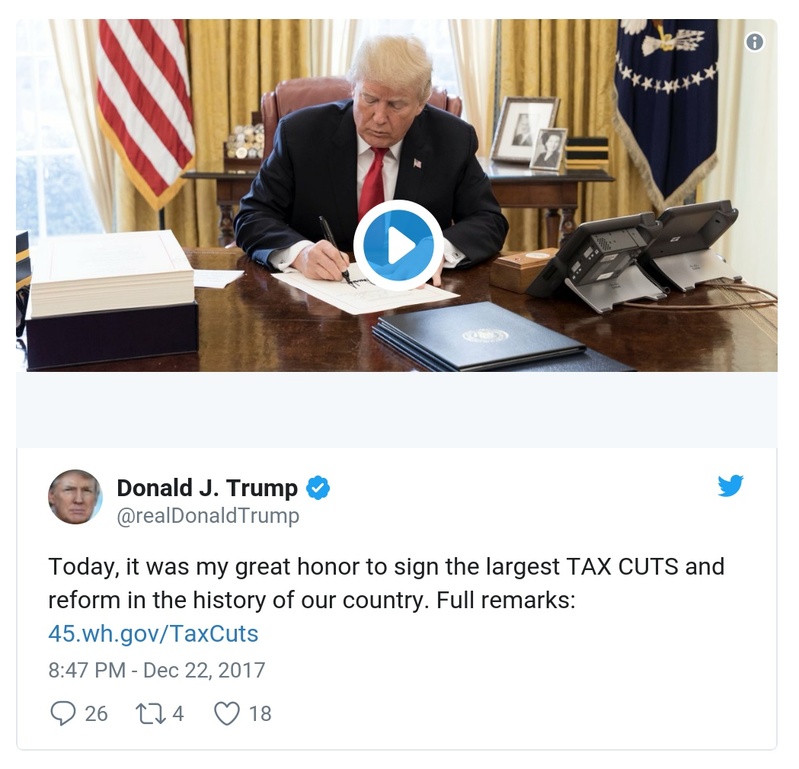 Donald J. Trump
@realDonaldTrump
Today, it was my great honor to sign the largest TAX CUTS and
reform in the history of our country. Full remarks:
45.wh.gov/TaxCuts
8:47 PM - Dec 22, 2017
26 4 18